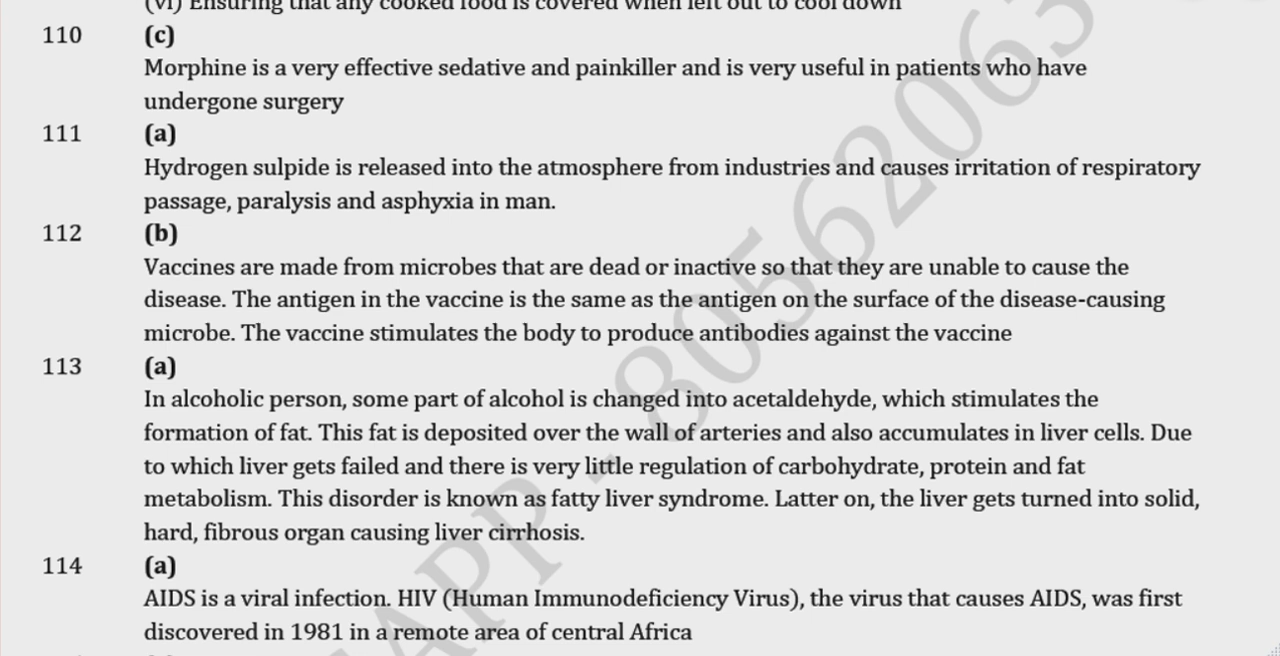 (vi) Ensuring that any cooked food is covered when left out to cool down
110 (c)
Morphine is a very effective sedative and painkiller and is very useful in patients who have
undergone surgery
111 (a)
Hydrogen sulpide is released into the atmosphere from industries and causes irritation of respiratory
passage, paralysis and asphyxia in man.
112 (b)
Vaccines are made from microbes that are dead or inactive so that they are unable to cause the
disease. The antigen in the vaccine is the same as the antigen on the surface of the disease-causing
microbe. The vaccine stimulates the body to produce antibodies against the vaccine
113 (a)
In alcoholic person, some part of alcohol is changed into acetaldehyde, which stimulates the
formation of fat. This fat is deposited over the wall of arteries and also accumulates in liver cells. Due
to which liver gets failed and there is very little regulation of carbohydrate, protein and fat
metabolism. This disorder is known as fatty liver syndrome. Latter on, the liver gets turned into solid,
hard, fibrous organ causing liver cirrhosis.
114 (a)
AIDS is a viral infection. HIV (Human Immunodeficiency Virus), the virus that causes AIDS, was first
discovered in 1981 in a remote area of central Africa
APP - 80562063